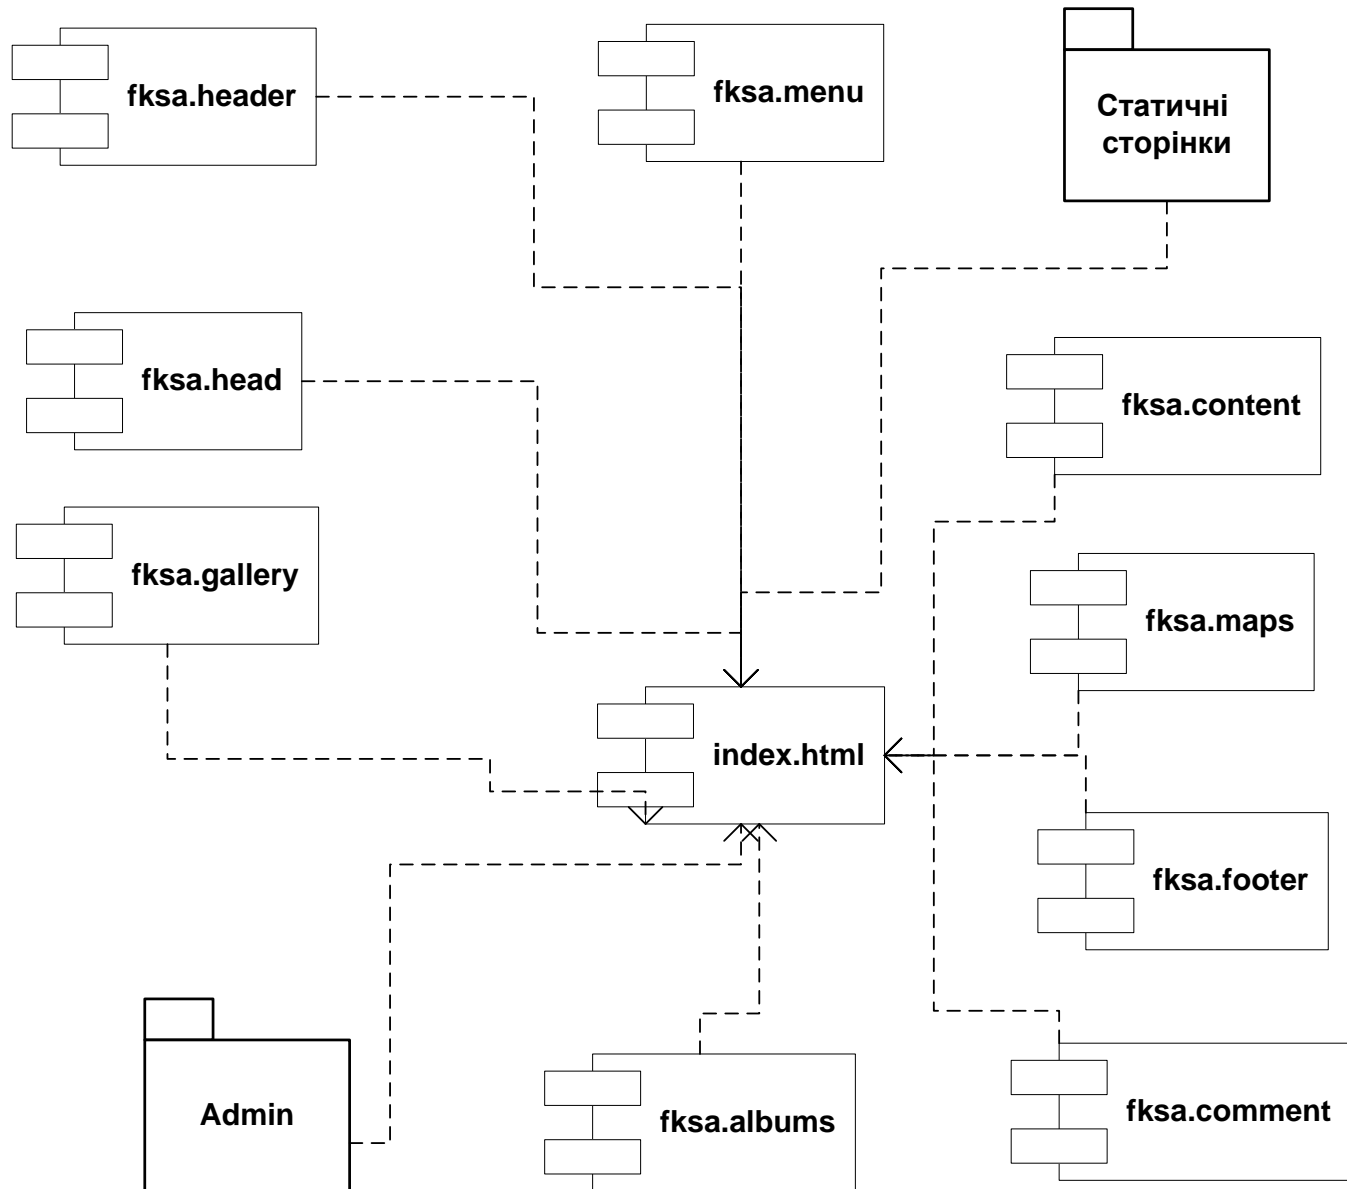 fksa.header
fksa.menu
Статичні
сторінки
fksa.head
fksa.content
fksa.gallery
fksa.maps
index.html
fksa.footer
Admin
fksa.albums
fksa.comment